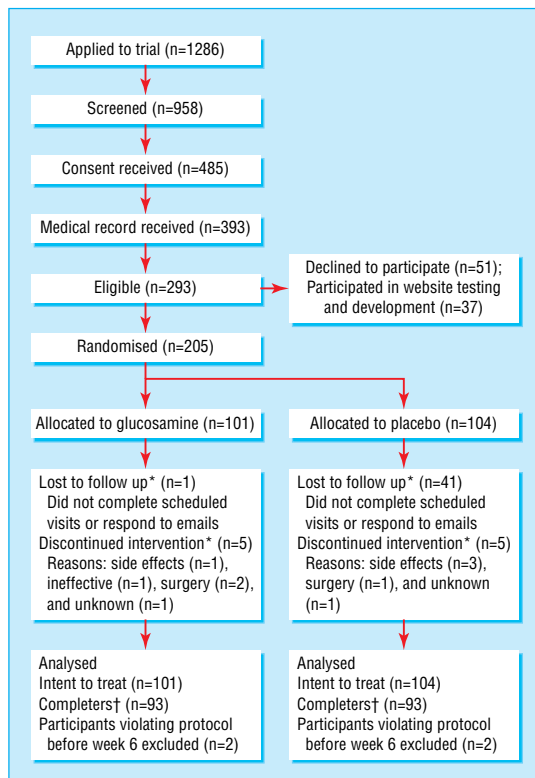 Applied to trial (n=1286)
Screened (n=958)
Consent received (n=485)
Medical record received (n=393)
Eligible (n=293)
Declined to participate (n=51);
Participated in website testing
and development (n=37)
Randomised (n=205)
Allocated to glucosamine (n=101)
Lost to follow up* (n=1)
Did not complete scheduled
visits or respond to emails
Discontinued intervention* (n=5)
Reasons: side effects (n=1),
ineffective (n=1), surgery (n=2),
and unknown (n=1)
Analysed
Intent to treat (n=101)
Completers† (n=93)
Participants violating protocol
before week 6 excluded (n=2)
Allocated to placebo (n=104)
Lost to follow up* (n=41)
Did not complete scheduled
visits or respond to emails
Discontinued intervention* (n=5)
Reasons: side effects (n=3),
surgery (n=1), and unknown
(n=1)
Analysed
Intent to treat (n=104)
Completers† (n=93)
Participants violating protocol
before week 6 excluded (n=2)